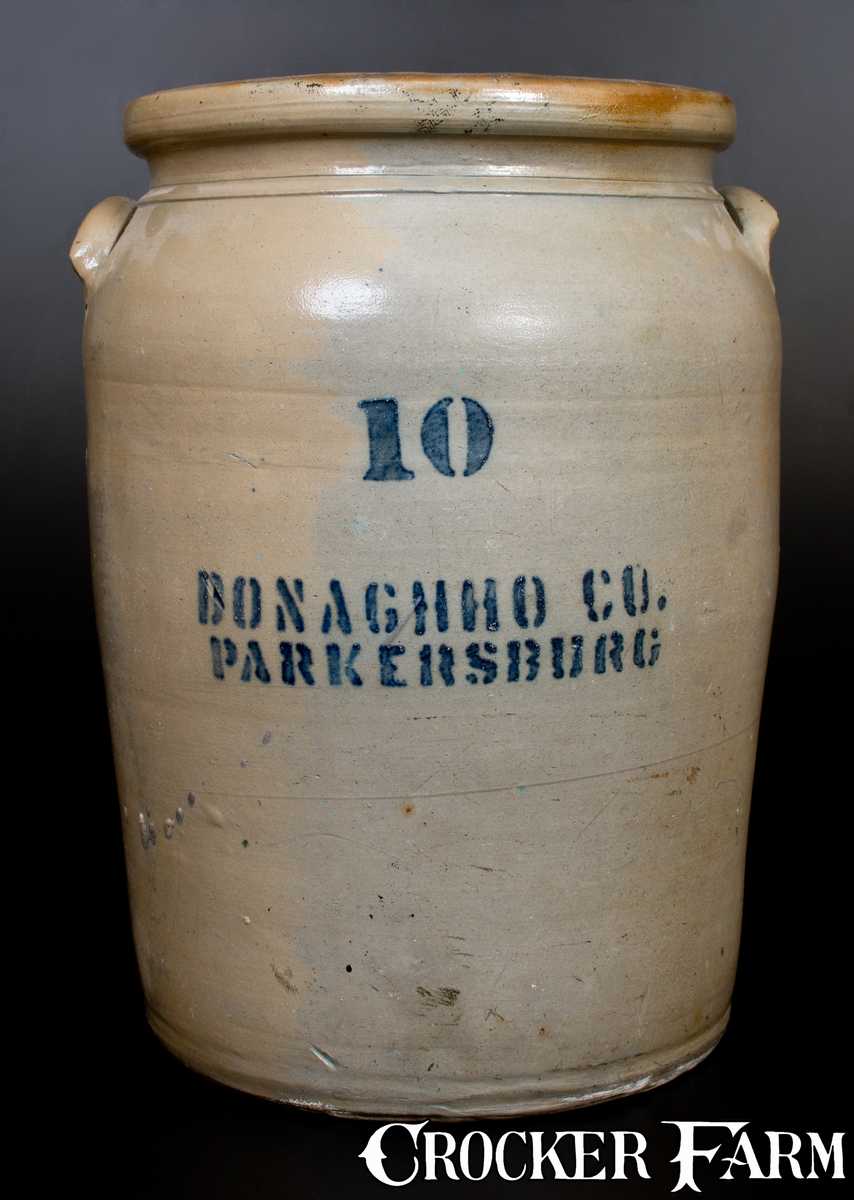 10
DONAGHHO CO.
PARKERSBURG
CROCKER FARM